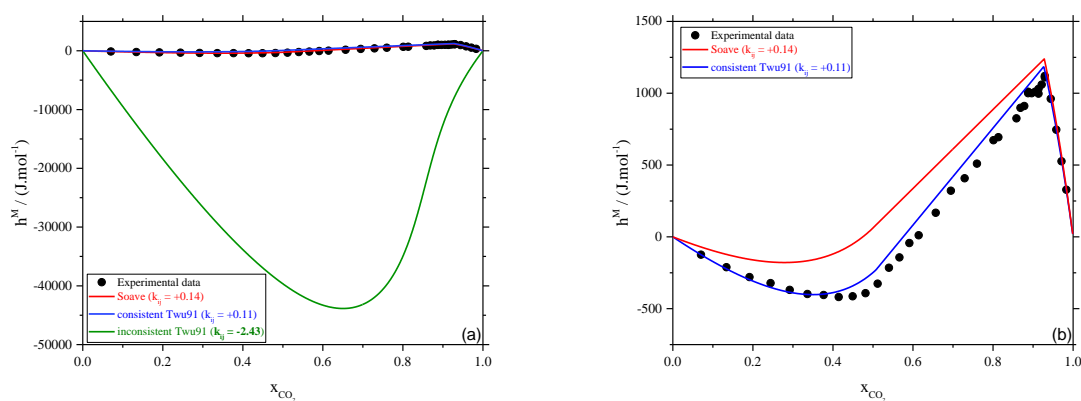 0
-10000
-20000
-30000
-40000
-50000
0.0 0.2 0.4 0.6 0.8 1.0
h^M / (J.mol^-1)
x_CO₂
Experimental data
Soave (k_ij = +0.14)
consistent Twu91 (k_ij = +0.11)
inconsistent Twu91 (k_ij = -2.43)
(a)
1500
1000
500
0
-500
0.0 0.2 0.4 0.6 0.8 1.0
h^M / (J.mol^-1)
x_CO₂
Experimental data
Soave (k_ij = +0.14)
consistent Twu91 (k_ij = +0.11)
(b)